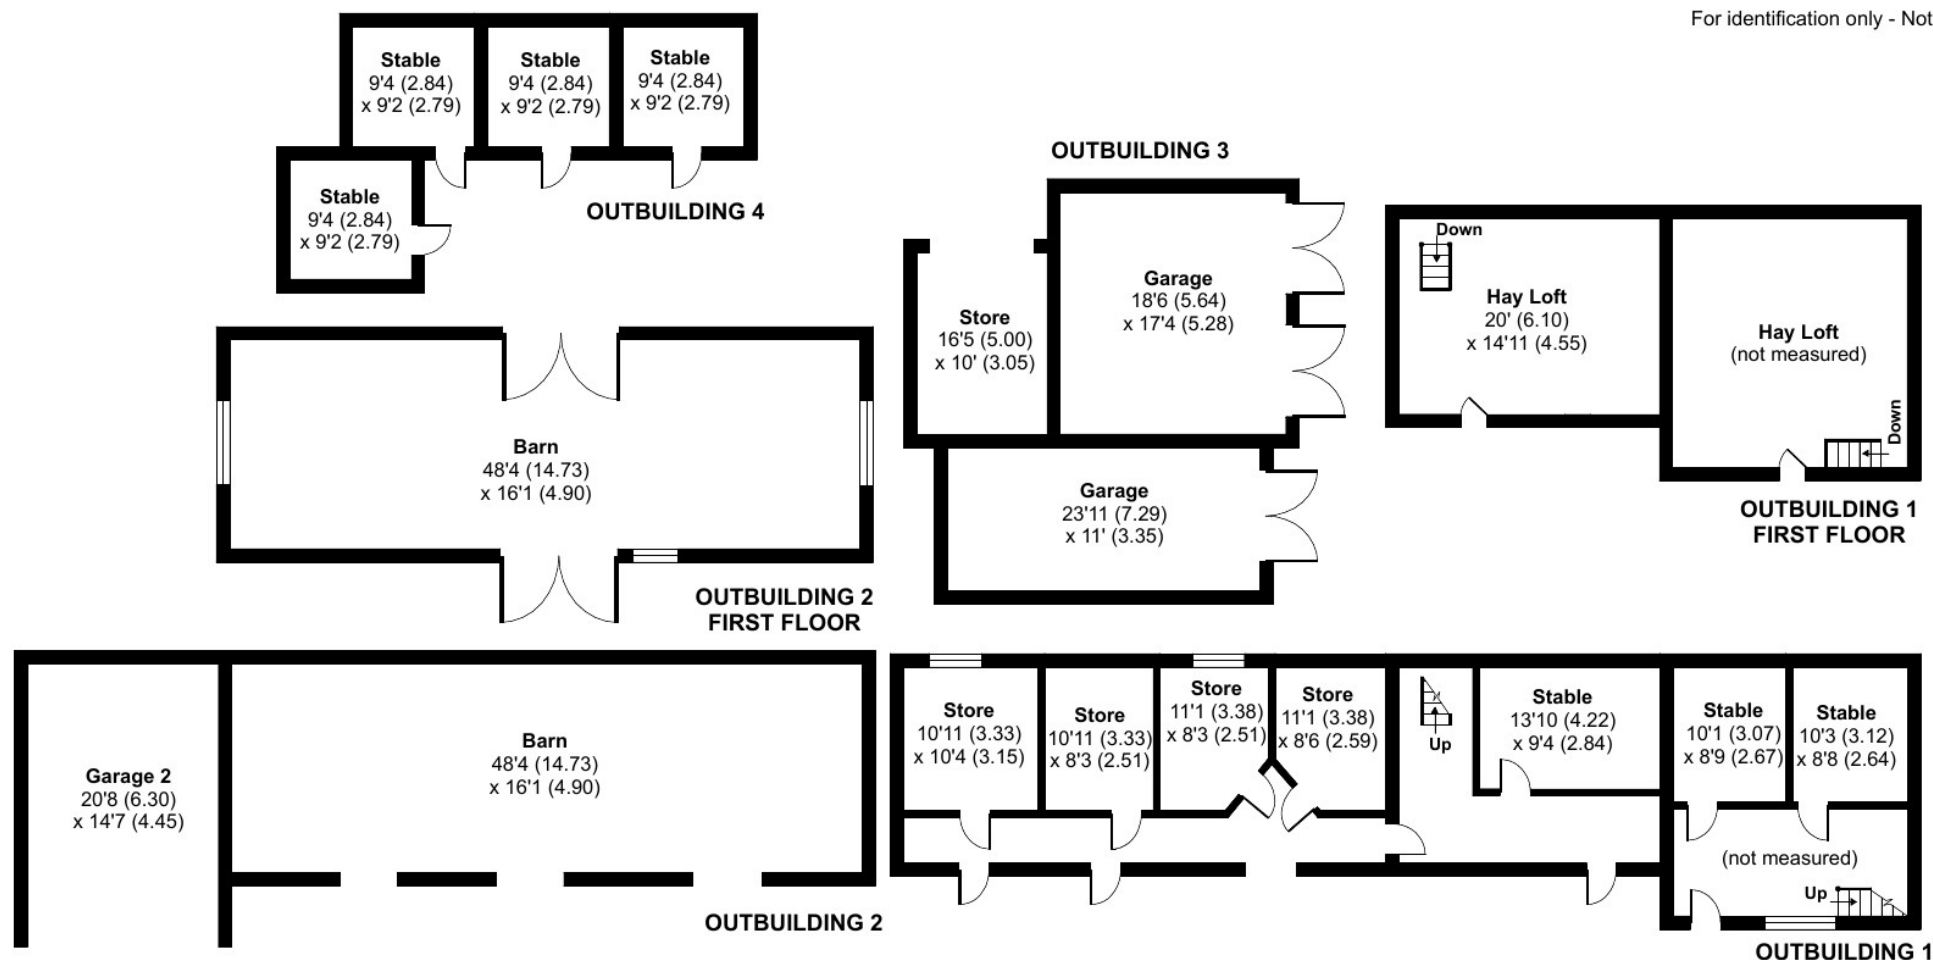 For identification only - Not
Stable
9'4 (2.84)
x 9'2 (2.79)
Stable
9'4 (2.84)
x 9'2 (2.79)
Stable
9'4 (2.84)
x 9'2 (2.79)
Stable
9'4 (2.84)
x 9'2 (2.79)
OUTBUILDING 4
OUTBUILDING 3
Store
16'5 (5.00)
x 10' (3.05)
Garage
18'6 (5.64)
x 17'4 (5.28)
Garage
23'11 (7.29)
x 11' (3.35)
Down
Hay Loft
20' (6.10)
x 14'11 (4.55)
Hay Loft
(not measured)
Down
OUTBUILDING 1
FIRST FLOOR
Barn
48'4 (14.73)
x 16'1 (4.90)
OUTBUILDING 2
FIRST FLOOR
Garage 2
20'8 (6.30)
x 14'7 (4.45)
Barn
48'4 (14.73)
x 16'1 (4.90)
OUTBUILDING 2
Store
10'11 (3.33)
x 10'4 (3.15)
Store
10'11 (3.33)
x 8'3 (2.51)
Store
11'1 (3.38)
x 8'3 (2.51)
Store
11'1 (3.38)
x 8'6 (2.59)
Up
Stable
13'10 (4.22)
x 9'4 (2.84)
Stable
10'1 (3.07)
x 8'9 (2.67)
Stable
10'3 (3.12)
x 8'8 (2.64)
(not measured)
Up
OUTBUILDING 1